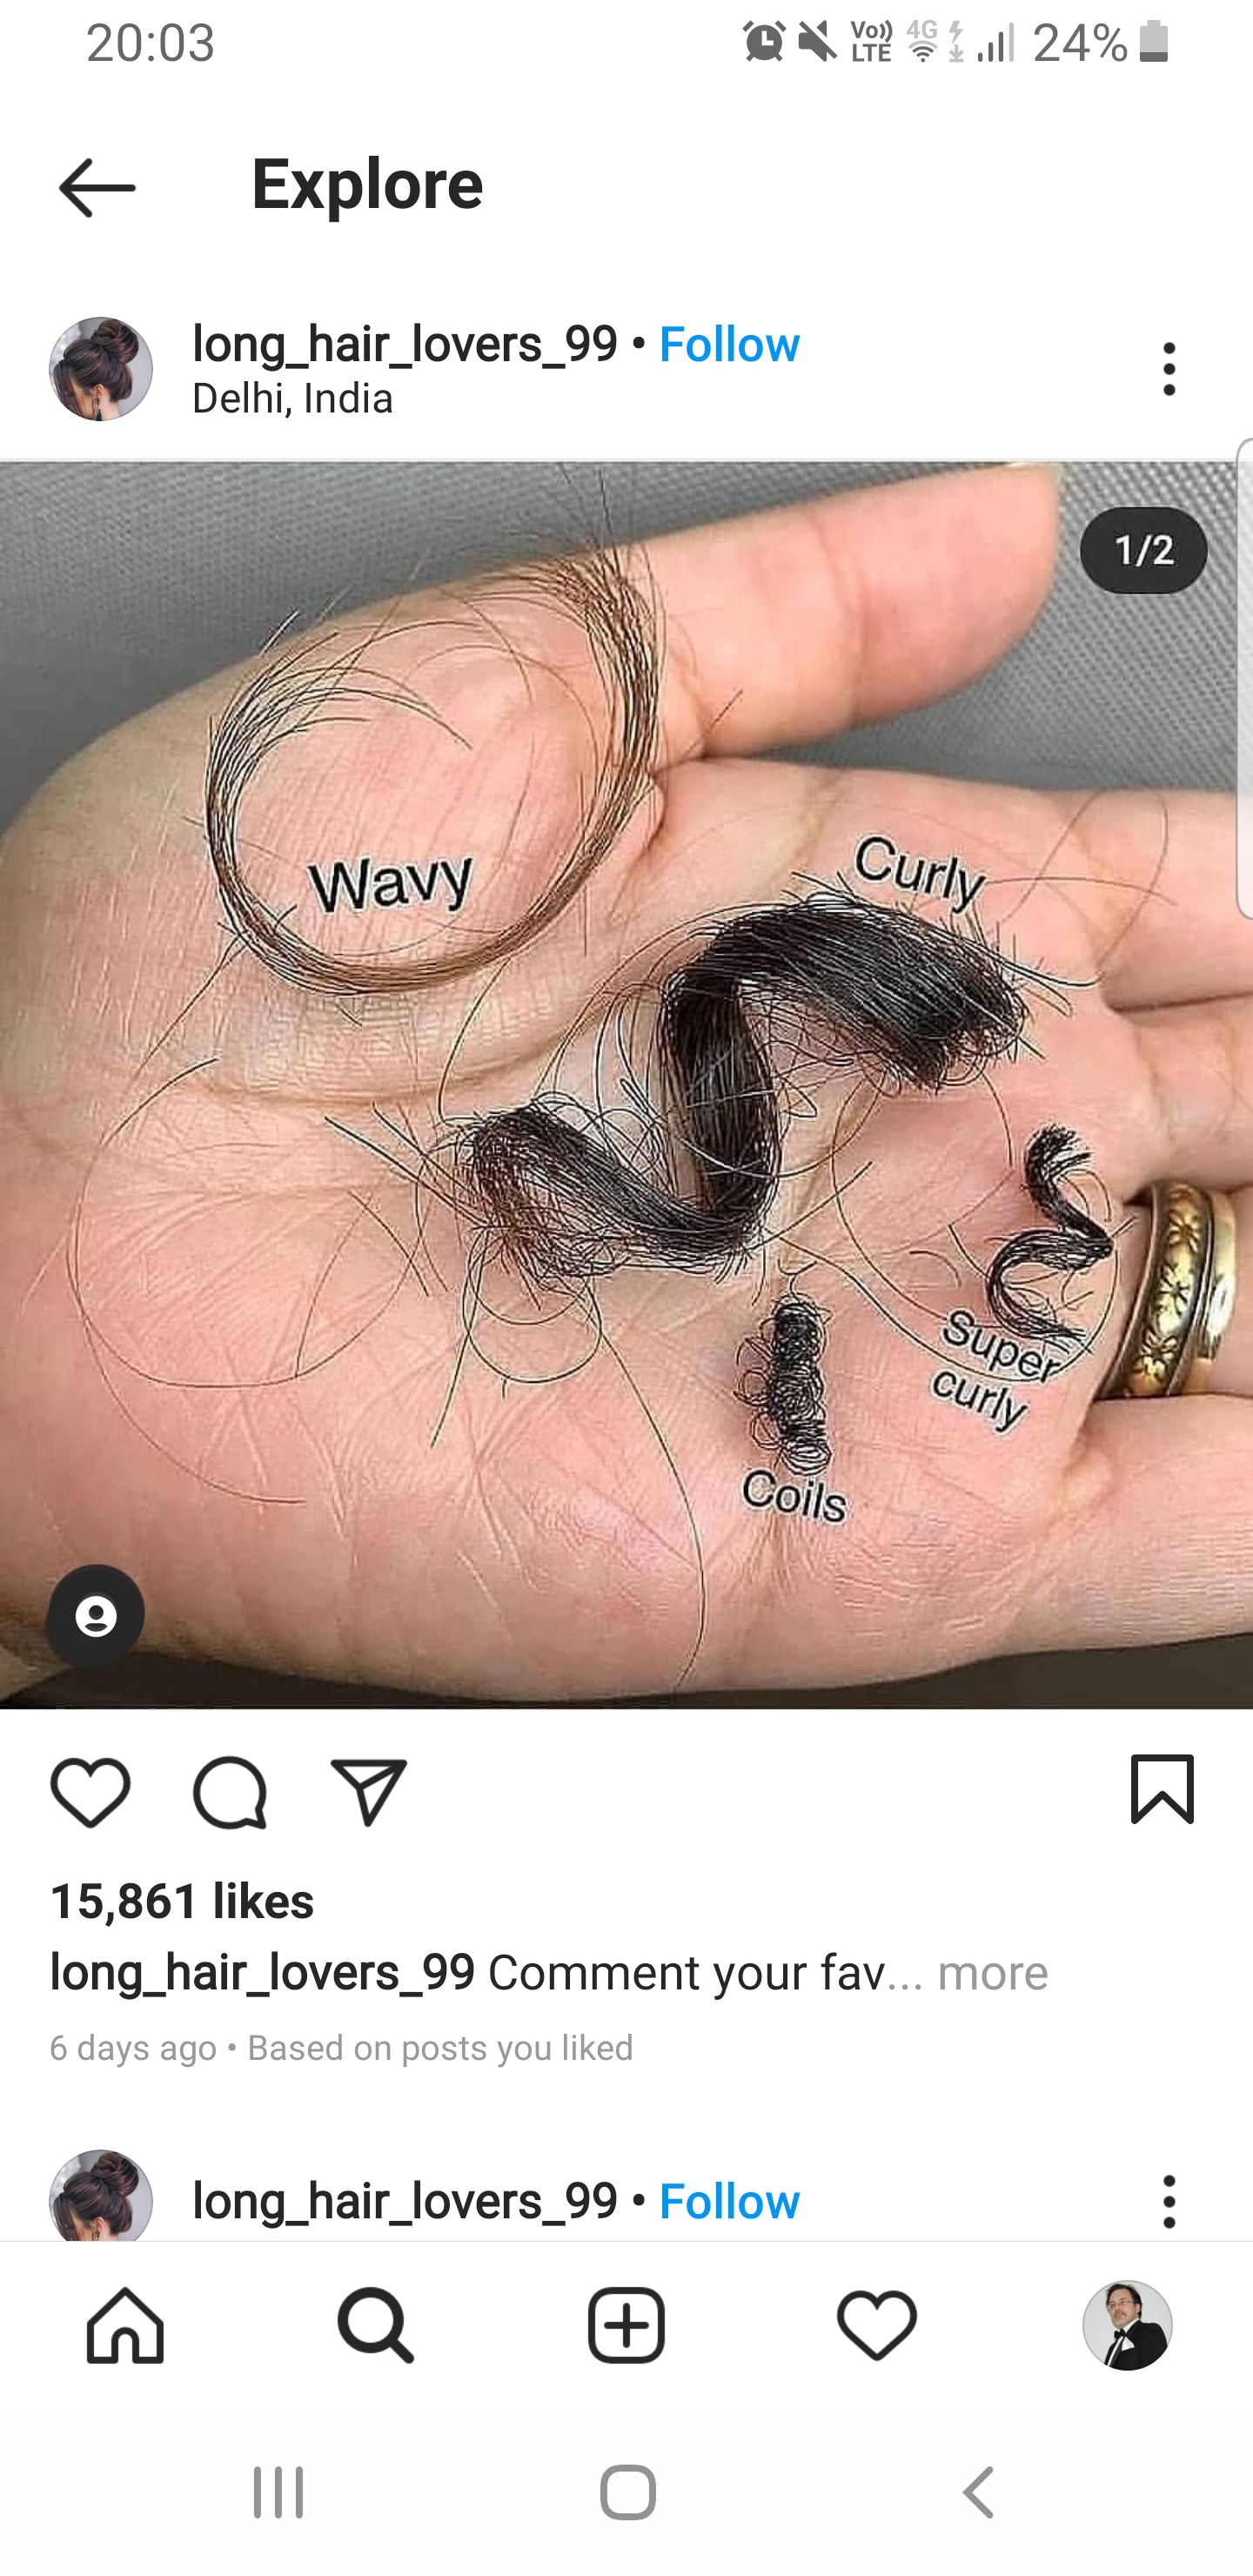 20:03
Vo)) LTE 4G 24%
Explore
long_hair_lovers_99 • Follow
Delhi, India
1/2
Wavy
Curly
Super
curly
Coils
15,861 likes
long_hair_lovers_99 Comment your fav... more
6 days ago • Based on posts you liked
long_hair_lovers_99 • Follow